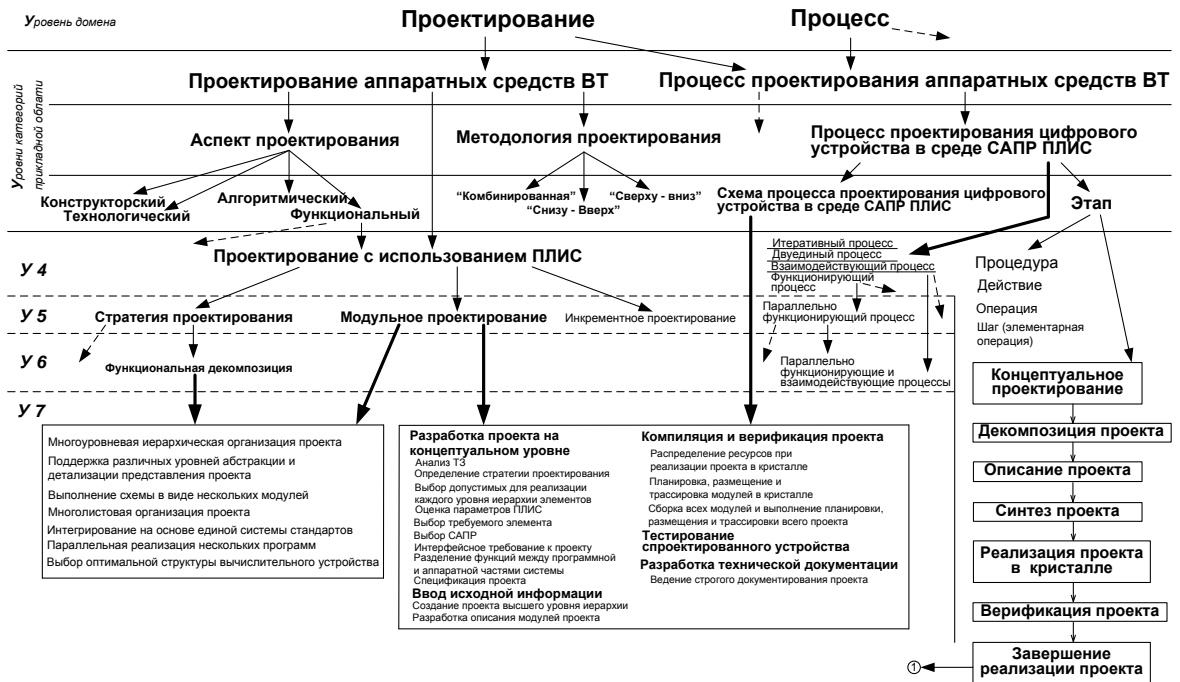 Уровень домена
Проектирование
Процесс
Уровни категорий
прикладной облати
Проектирование аппаратных средств ВТ
Процесс проектирования аппаратных средств ВТ
Аспект проектирования
Методология проектирования
Процесс проектирования цифрового
устройства в среде САПР ПЛИС
Конструкторский
Технологический
Алгоритмический
Функциональный
“Комбинированная”
“Снизу - Вверх”
“Сверху - вниз”
Схема процесса проектирования цифрового
устройства в среде САПР ПЛИС
Этап
У 4
Проектирование с использованием ПЛИС
Итеративный процесс
Двуединый процесс
Взаимодействующий процесс
Функционирующий
процесс
Процедура
Действие
Операция
Шаг (элементарная
операция)
У 5
Стратегия проектирования
Модульное проектирование
Инкрементное проектирование
Параллельно
функционирующий процесс
У 6
Функциональная декомпозиция
Параллельно
функционирующие и
взаимодействующие процессы
У 7
Многоуровневая иерархическая организация проекта
Поддержка различных уровней абстракции и
детализации представления проекта
Выполнение схемы в виде нескольких модулей
Многолистовая организация проекта
Интегрирование на основе единой системы стандартов
Параллельная реализация нескольких программ
Выбор оптимальной структуры вычислительного устройства
Разработка проекта на
концептуальном уровне
Анализ ТЗ
Определение стратегии проектирования
Выбор допустимых для реализации
каждого уровня иерархии элементов
Оценка параметров ПЛИС
Выбор требуемого элемента
Выбор САПР
Интерфейсное требование к проекту
Разделение функций между программной
и аппаратной частями системы
Спецификация проекта
Ввод исходной информации
Создание проекта высшего уровня иерархии
Разработка описания модулей проекта
Компиляция и верификация проекта
Распределение ресурсов при
реализации проекта в кристалле
Планировка, размещение и
трассировка модулей в кристалле
Сборка всех модулей и выполнение планировки,
размещения и трассировки всего проекта
Тестирование
спроектированного устройства
Разработка технической документации
Ведение строгого документирования проекта
Концептуальное
проектирование
Декомпозиция проекта
Описание проекта
Синтез проекта
Реализация проекта
в кристалле
Верификация проекта
Завершение
реализации проекта
1